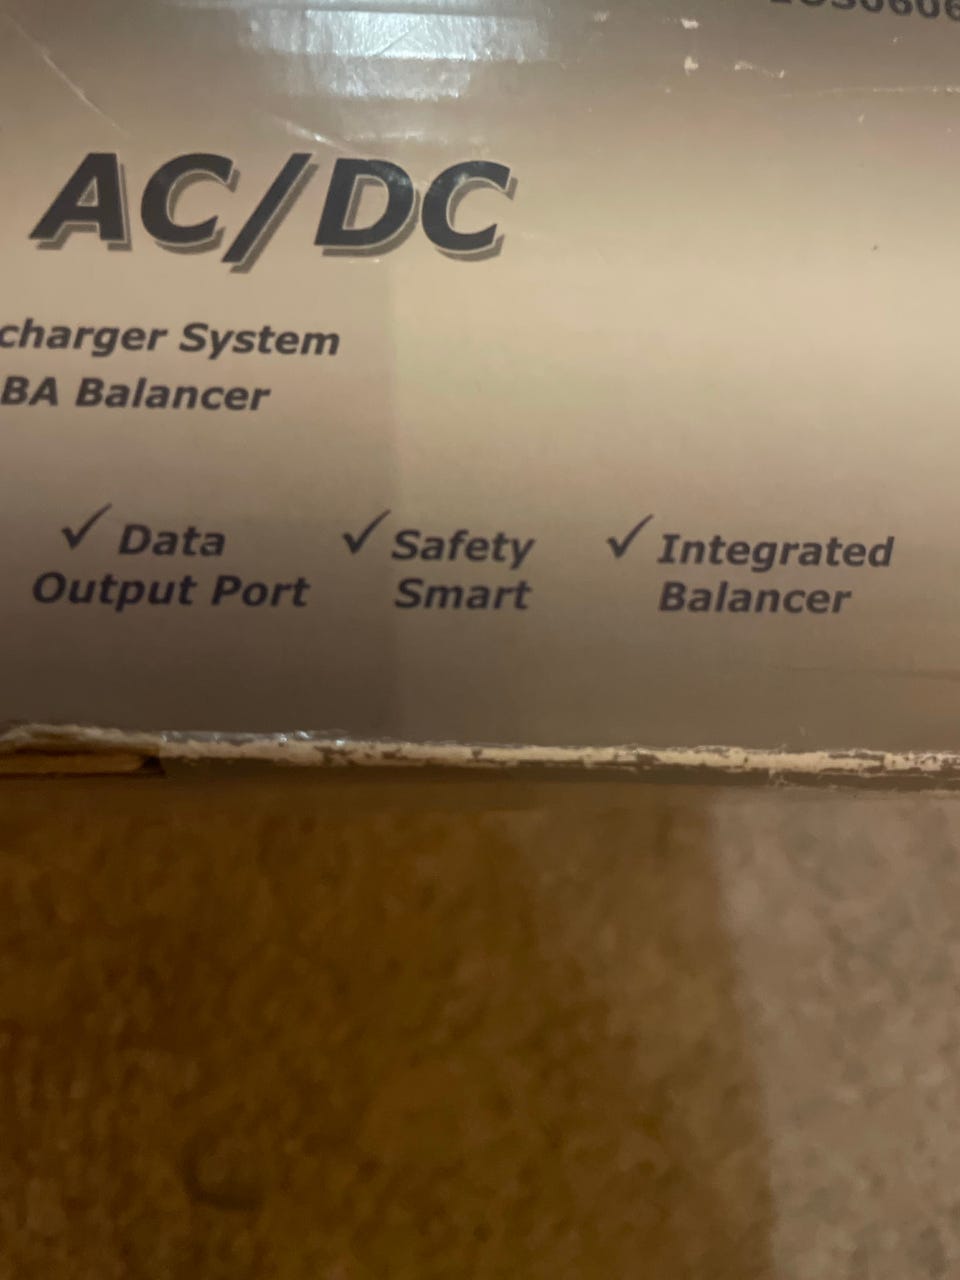 AC/DC
charger System
BA Balancer
✓ Data
Output Port
✓ Safety
Smart
✓ Integrated
Balancer